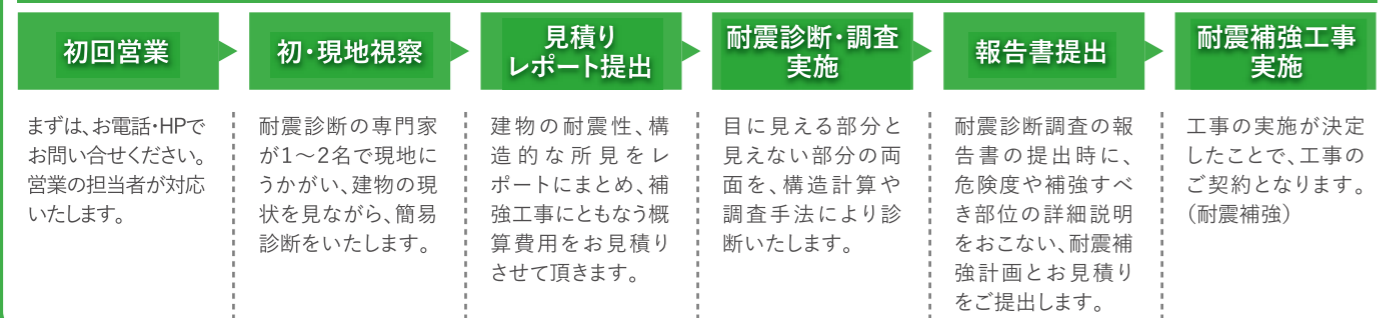 初回営業
まずは、お電話・HPで
お問い合せください。
営業の担当者が対応
いたします。
初・現地視察
耐震診断の専門家
が1〜2名で現地に
うかがい、建物の現
状を見ながら、簡易
診断をいたします。
見積り
レポート提出
建物の耐震性、構
造的な所見をレ
ポートにまとめ、補
強工事にともなう概
算費用をお見積り
させて頂きます。
耐震診断・調査
実施
目に見える部分と
見えない部分の両
面を、構造計算や
調査手法により診
断いたします。
報告書提出
耐震診断調査の報
告書の提出時に、
危険度や補強すべ
き部位の詳細説明
をおこない、耐震補
強計画とお見積り
をご提出します。
耐震補強工事
実施
工事の実施が決定
したことで、工事の
ご契約となります。
（耐震補強）